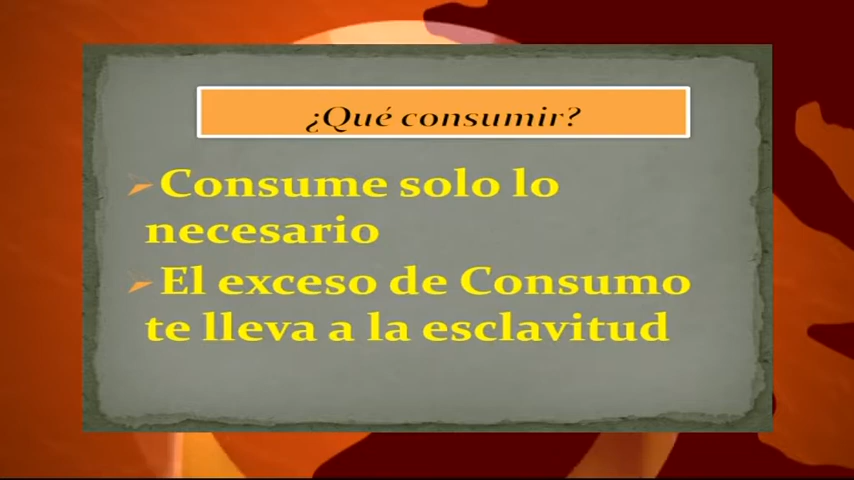 ¿Qué consumir?
Consume solo lo
necesario
El exceso de Consumo
te lleva a la esclavitud